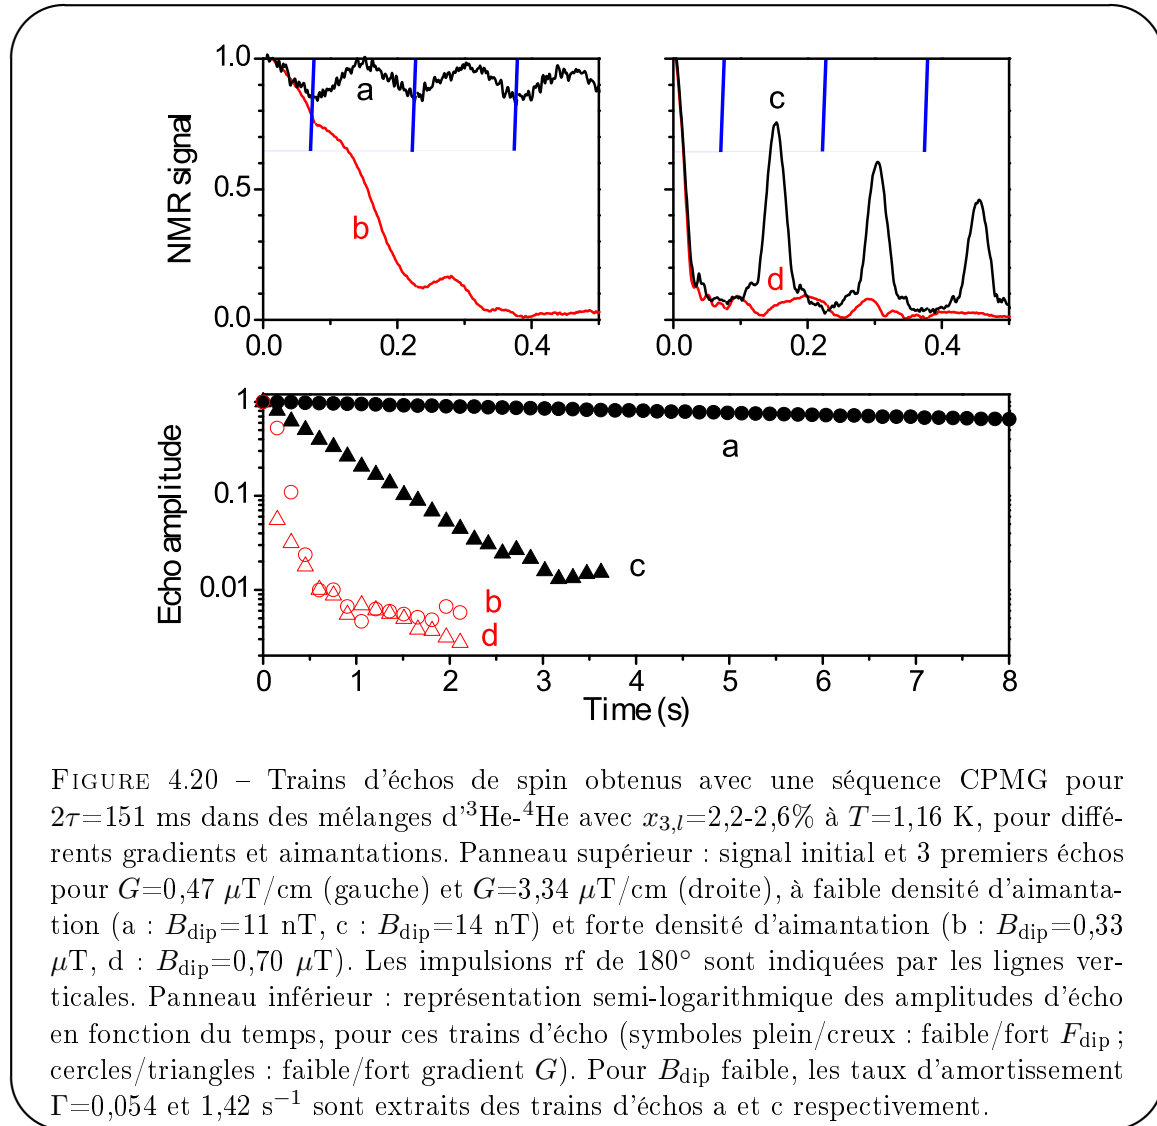 1.0
0.5
0.0
NMR signal
a
b
0.0
0.2
0.4
c
d
0.0
0.2
0.4
1
0.1
0.01
Echo amplitude
a
c
b
d
0 1 2 3 4 5 6 7 8
Time (s)
FIGURE 4.20 – Trains d'échos de spin obtenus avec une séquence CPMG pour
2τ=151 ms dans des mélanges d'³He-⁴He avec x₃,ₗ=2,2-2,6% à T=1,16 K, pour diffé-
rents gradients et aimantations. Panneau supérieur : signal initial et 3 premiers échos
pour G=0,47 μT/cm (gauche) et G=3,34 μT/cm (droite), à faible densité d'aimanta-
tion (a : B_dip=11 nT, c : B_dip=14 nT) et forte densité d'aimantation (b : B_dip=0,33
μT, d : B_dip=0,70 μT). Les impulsions rf de 180° sont indiquées par les lignes ver-
ticales. Panneau inférieur : représentation semi-logarithmique des amplitudes d'écho
en fonction du temps, pour ces trains d'écho (symboles plein/creux : faible/fort F_dip ;
cercles/triangles : faible/fort gradient G). Pour B_dip faible, les taux d'amortissement
Γ=0,054 et 1,42 s⁻¹ sont extraits des trains d'échos a et c respectivement.